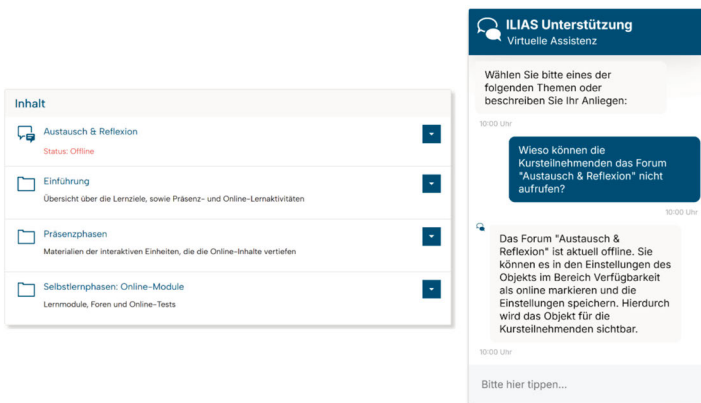 Inhalt
Austausch & Reflexion
Status: Offline
Einführung
Übersicht über die Lernziele, sowie Präsenz- und Online-Lernaktivitäten
Präsenzphasen
Materialien der interaktiven Einheiten, die die Online-Inhalte vertiefen
Selbstlernphasen: Online-Module
Lernmodule, Foren und Online-Tests
ILIAS Unterstützung
Virtuelle Assistenz
Wählen Sie bitte eines der
folgenden Themen oder
beschreiben Sie Ihr Anliegen:
10:00 Uhr
Wieso können die
Kursteilnehmenden das Forum
"Austausch & Reflexion" nicht
aufrufen?
10:00 Uhr
Das Forum "Austausch &
Reflexion" ist aktuell offline. Sie
können es in den Einstellungen des
Objekts im Bereich Verfügbarkeit
als online markieren und die
Einstellungen speichern. Hierdurch
wird das Objekt für die
Kursteilnehmenden sichtbar.
10:00 Uhr
Bitte hier tippen...